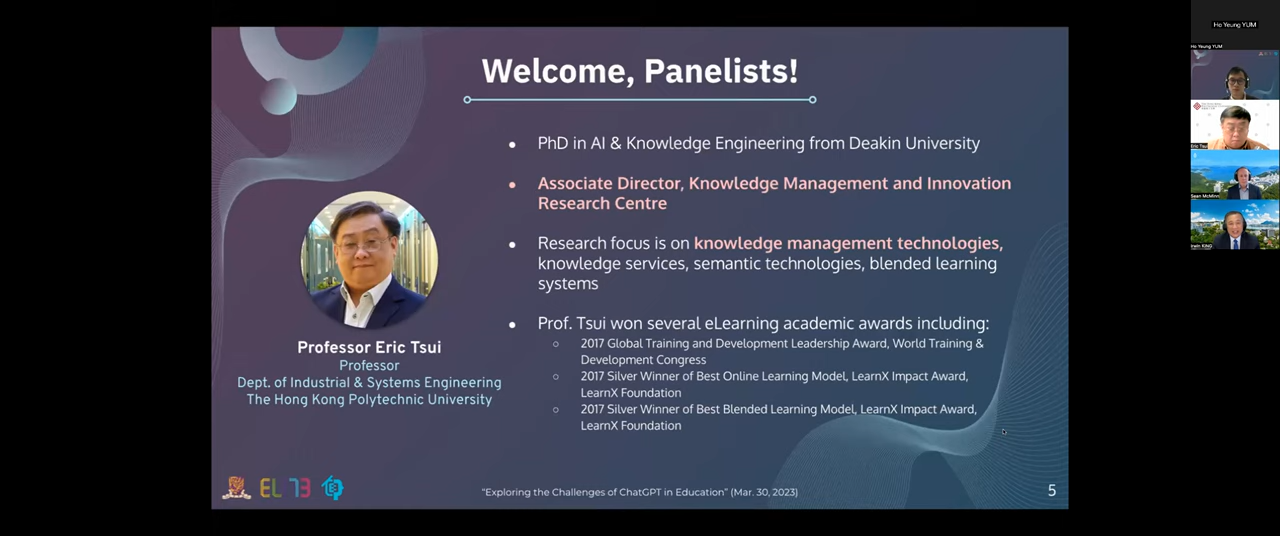 Welcome, Panelists!
PhD in AI & Knowledge Engineering from Deakin University
Associate Director, Knowledge Management and Innovation
Research Centre
Research focus is on knowledge management technologies,
knowledge services, semantic technologies, blended learning
systems
Prof. Tsui won several eLearning academic awards including:
2017 Global Training and Development Leadership Award, World Training &
Development Congress
2017 Silver Winner of Best Online Learning Model, LearnX Impact Award,
LearnX Foundation
2017 Silver Winner of Best Blended Learning Model, LearnX Impact Award,
LearnX Foundation
Professor Eric Tsui
Professor
Dept. of Industrial & Systems Engineering
The Hong Kong Polytechnic University
"Exploring the Challenges of ChatGPT in Education" (Mar. 30, 2023)
5
Ho Yeung YUM
Ho Yeung YUM
Eric Tsui
Sean McMinn
Irwin KING